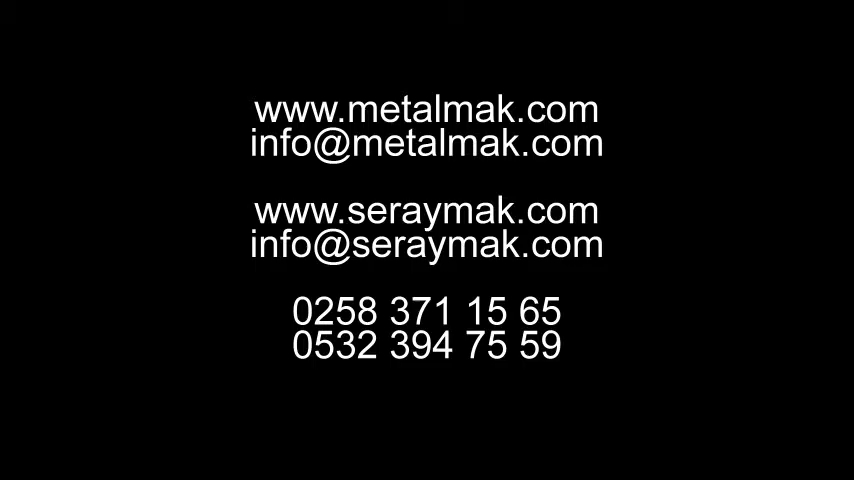 www.metalmak.com
info@metalmak.com
www.seraymak.com
info@seraymak.com
0258 371 15 65
0532 394 75 59